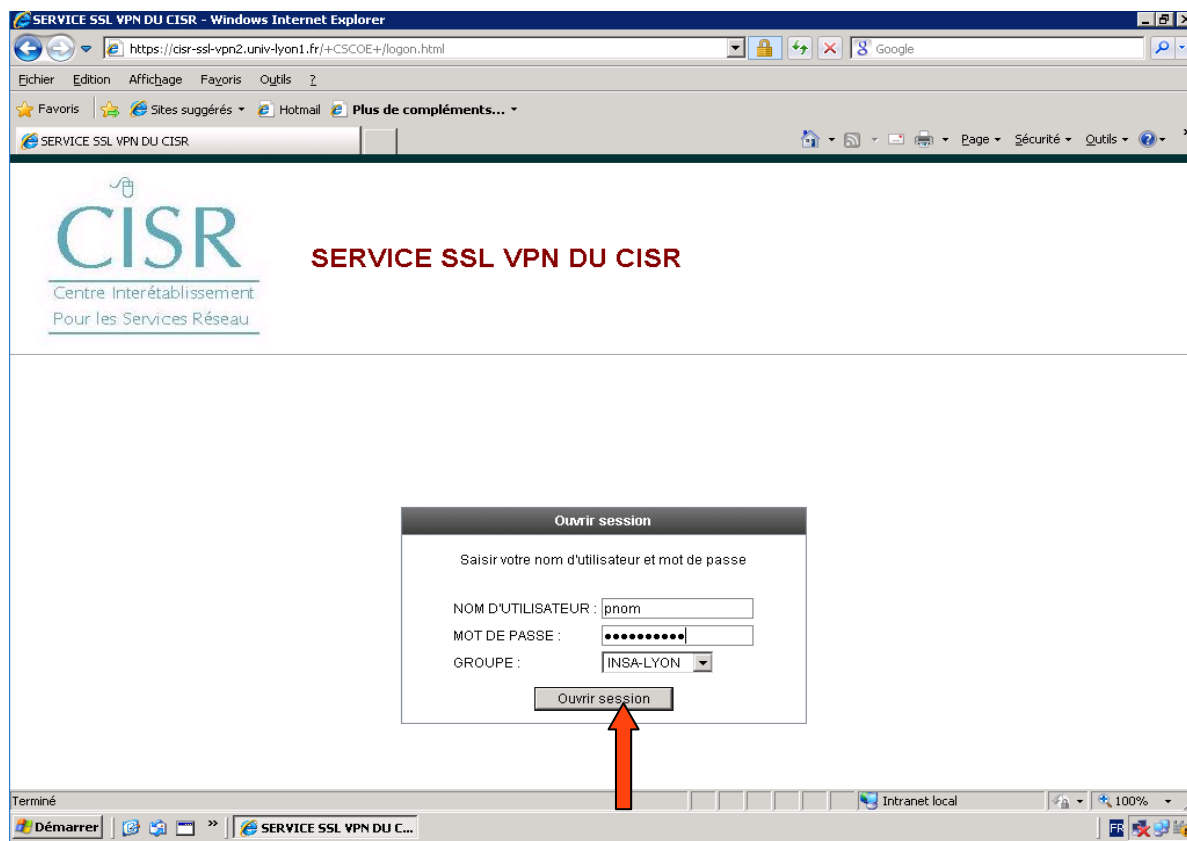 SERVICE SSL VPN DU CISR - Windows Internet Explorer
https://cisr-ssl-vpn2.univ-lyon1.fr/+CSCOE+/logon.html
Google
Fichier Edition Affichage Favoris Outils ?
Favoris Sites suggérés Hotmail Plus de compléments...
SERVICE SSL VPN DU CISR
Page Sécurité Outils
CISR
Centre Interétablissement
Pour les Services Réseau
SERVICE SSL VPN DU CISR
Ouvrir session
Saisir votre nom d'utilisateur et mot de passe
NOM D'UTILISATEUR : pnom
MOT DE PASSE : ••••••••••
GROUPE : INSA-LYON
Ouvrir session
Terminé
Intranet local
100%
Démarrer
»
SERVICE SSL VPN DU C...
FR